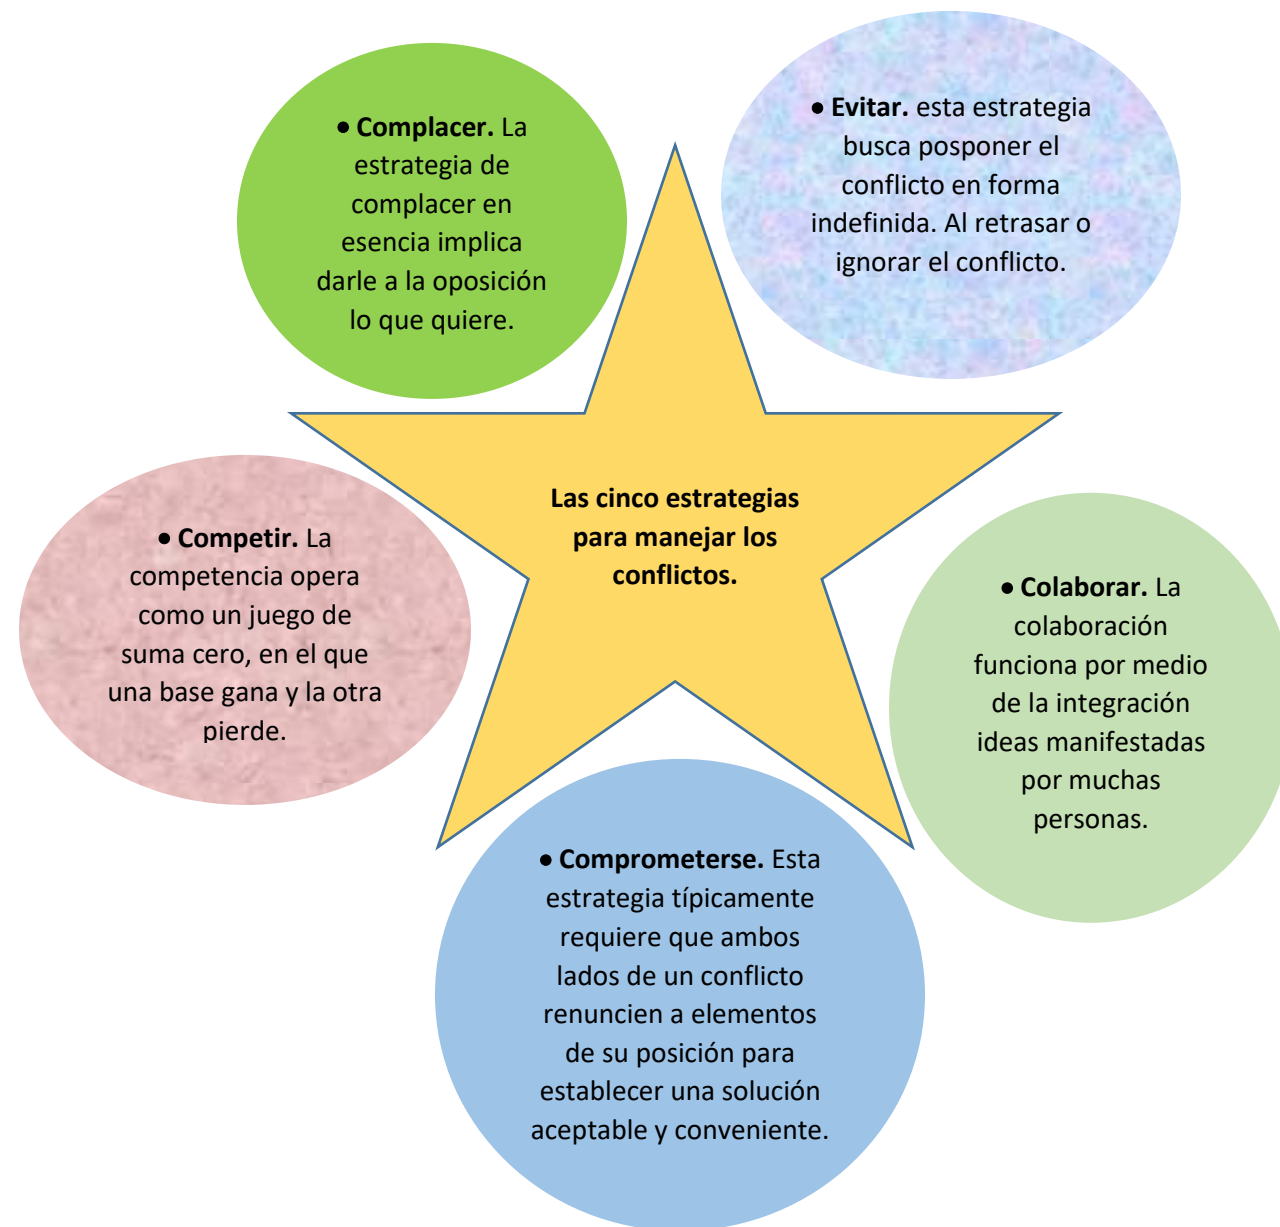 • Complacer. La
estrategia de
complacer en
esencia implica
darle a la oposición
lo que quiere.
• Evitar. esta estrategia
busca posponer el
conflicto en forma
indefinida. Al retrasar o
ignorar el conflicto.
Las cinco estrategias
para manejar los
conflictos.
• Competir. La
competencia opera
como un juego de
suma cero, en el que
una base gana y la otra
pierde.
• Colaborar. La
colaboración
funciona por medio
de la integración
ideas manifestadas
por muchas
personas.
• Comprometerse. Esta
estrategia típicamente
requiere que ambos
lados de un conflicto
renuncien a elementos
de su posición para
establecer una solución
aceptable y conveniente.